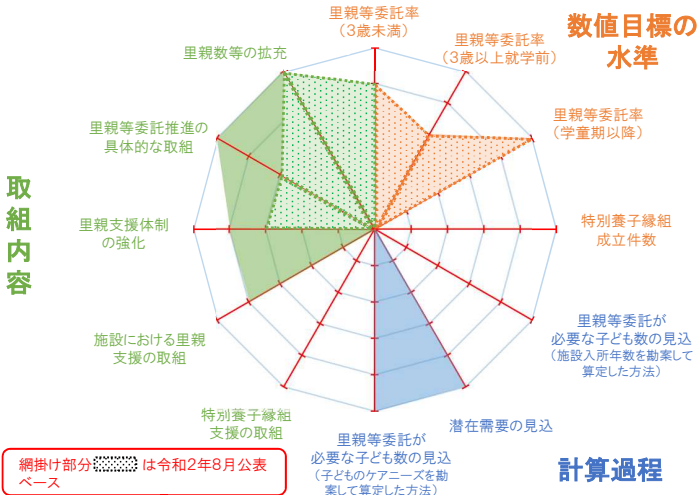 里親等委託率
（3歳未満）
里親等委託率
（3歳以上就学前）
数値目標の
水準
里親数等の拡充
里親等委託率
（学童期以降）
里親等委託推進の
具体的な取組
取
組
内
容
里親支援体制
の強化
特別養子縁組
成立件数
里親等委託が
必要な子ども数の見込
（施設入所年数を勘案して
算定した方法）
施設における里親
支援の取組
特別養子縁組
支援の取組
潜在需要の見込
里親等委託が
必要な子ども数の見込
（子どものケアニーズを勘
案して算定した方法）
計算過程
網掛け部分 は令和2年8月公表
ベース